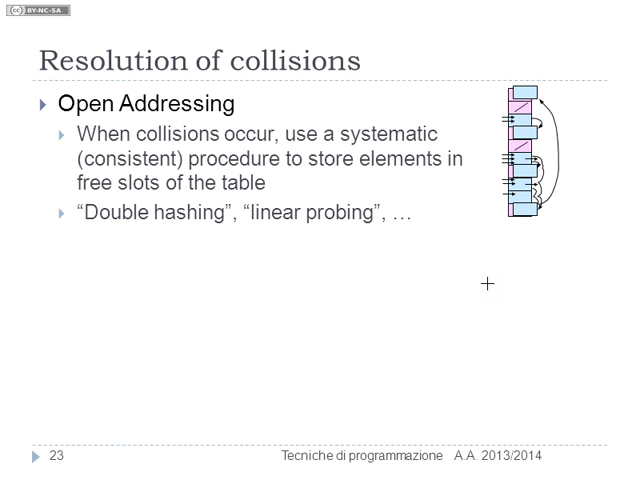 BY-NC-SA
Resolution of collisions
Open Addressing
When collisions occur, use a systematic
(consistent) procedure to store elements in
free slots of the table
“Double hashing”, “linear probing”, …
23
Tecniche di programmazione A.A. 2013/2014